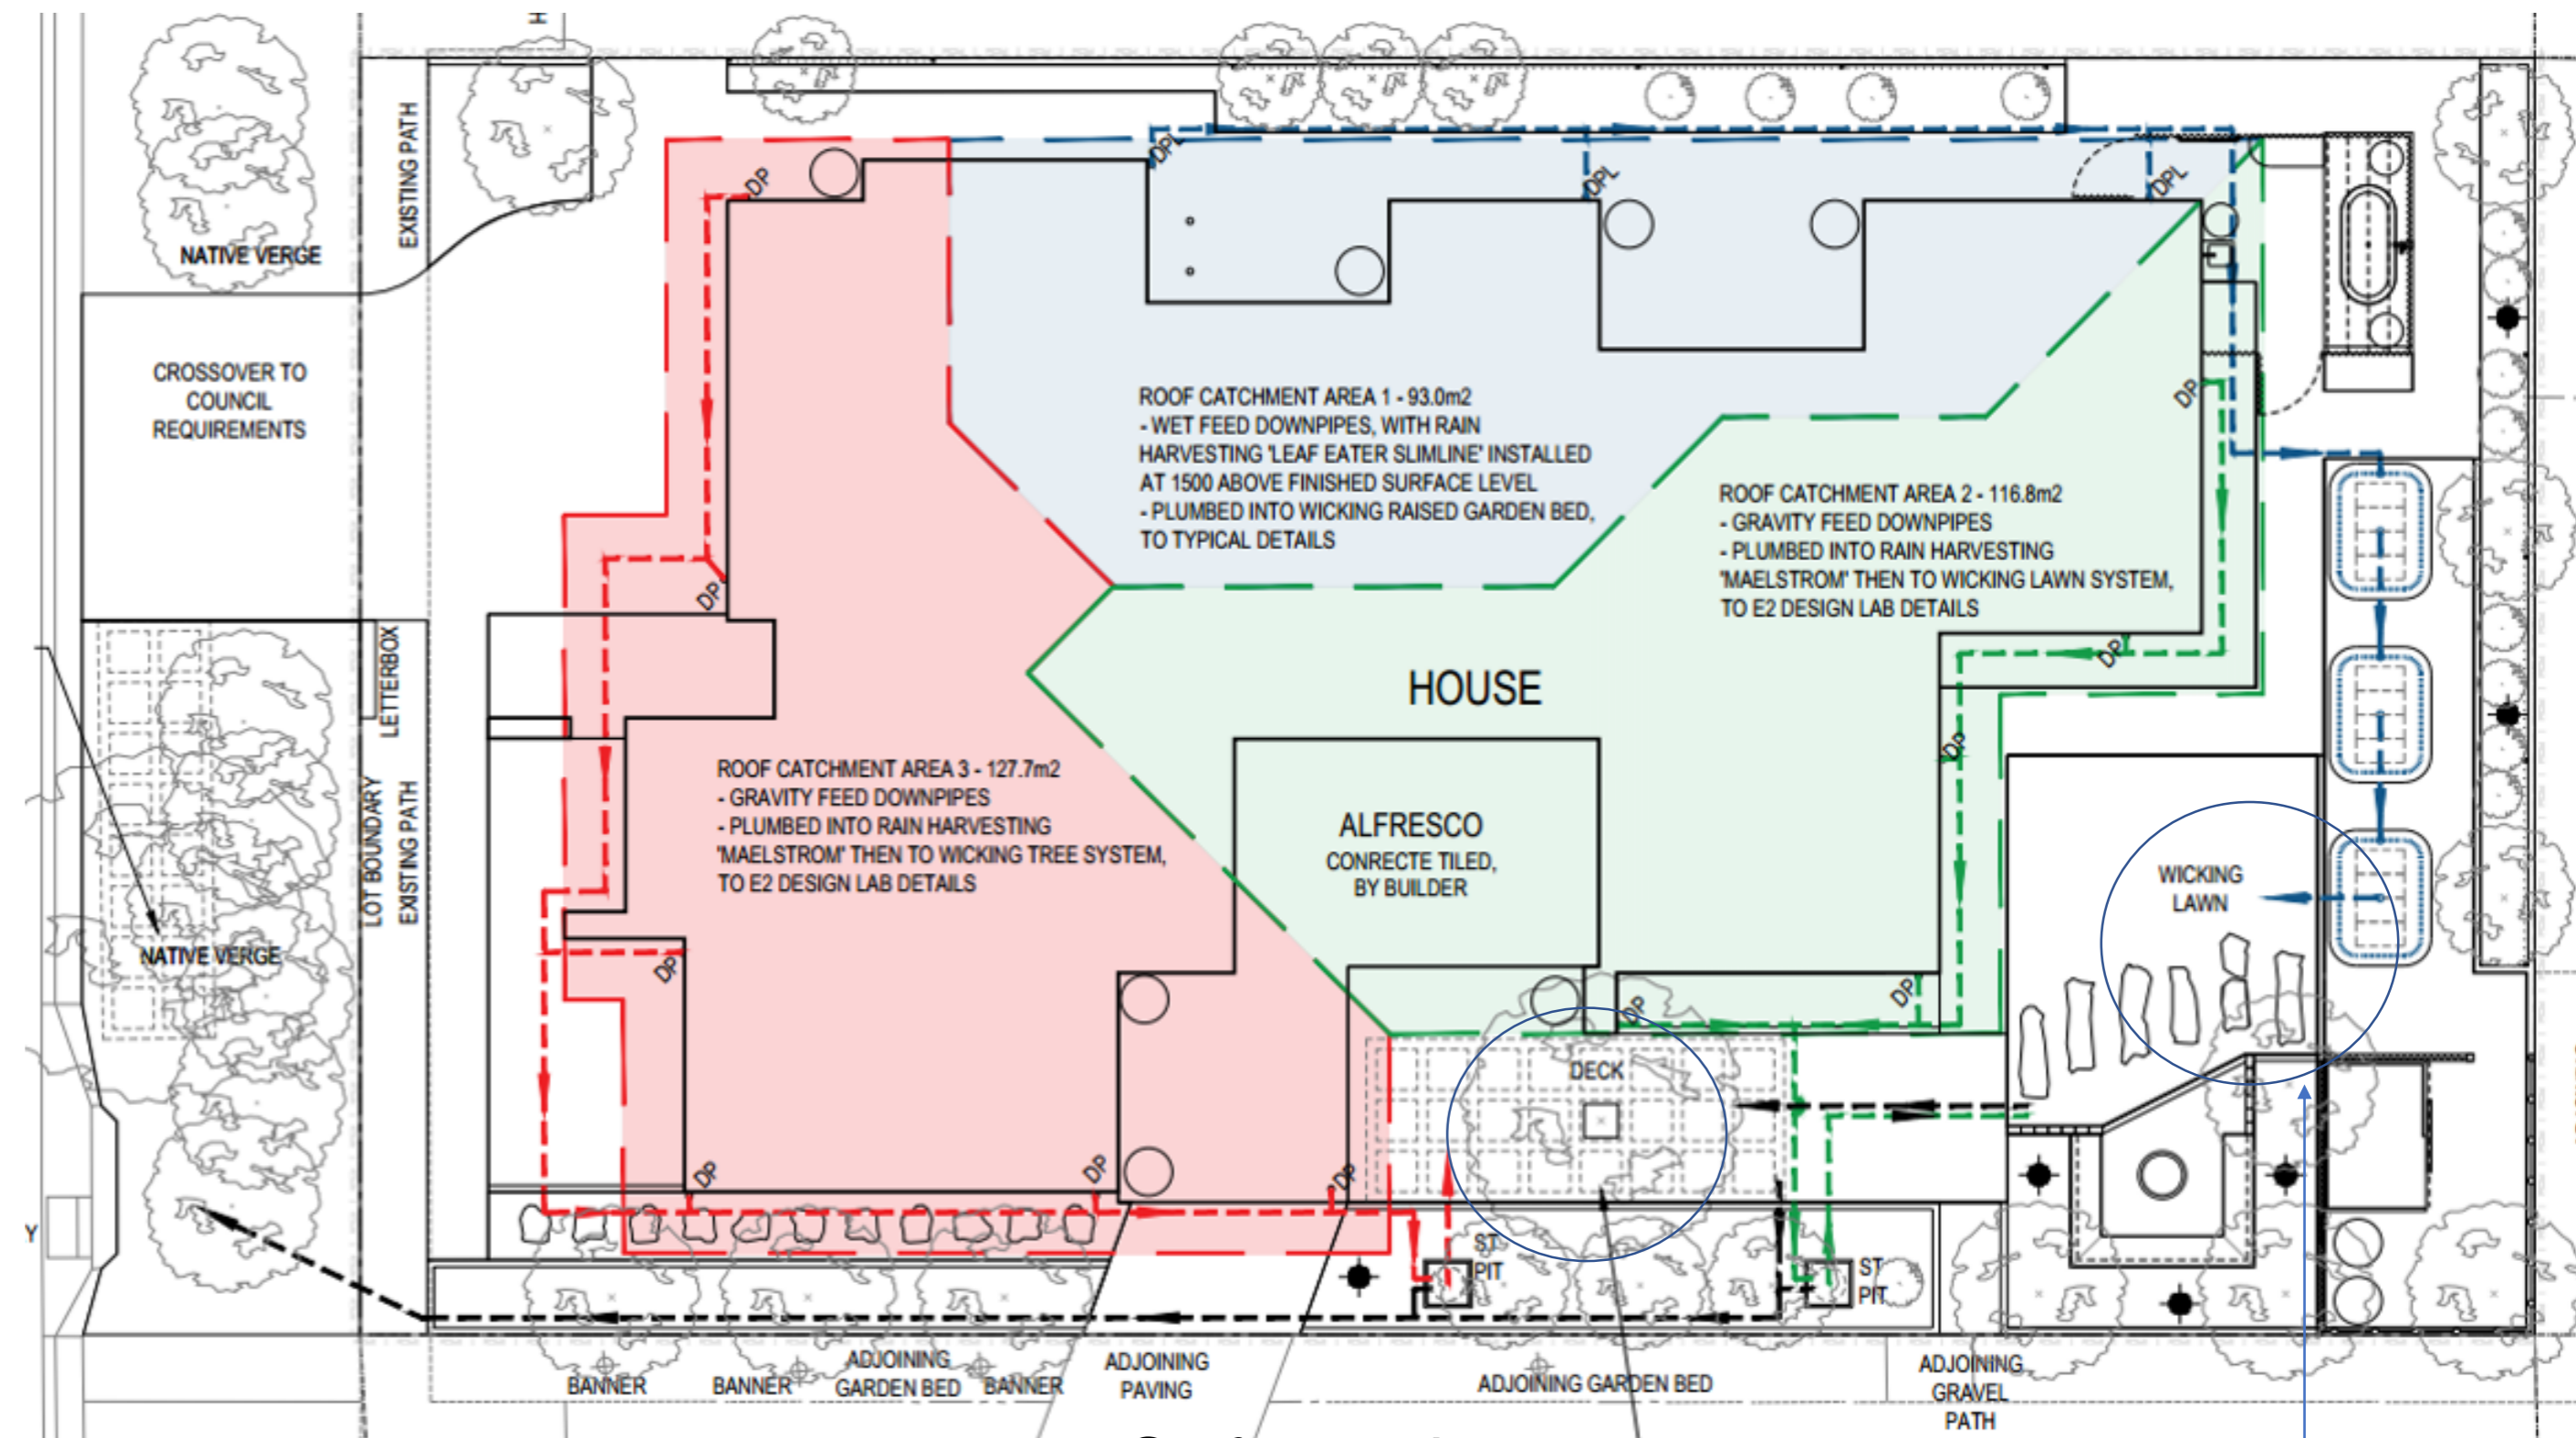 NATIVE VERGE
EXISTING PATH
CROSSOVER TO
COUNCIL
REQUIREMENTS
LETTERBOX
LOT BOUNDARY
EXISTING PATH
NATIVE VERGE
DP
DPL
DPL
DPL
ROOF CATCHMENT AREA 1 - 93.0m2
- WET FEED DOWNPIPES, WITH RAIN
HARVESTING 'LEAF EATER SLIMLINE' INSTALLED
AT 1500 ABOVE FINISHED SURFACE LEVEL
- PLUMBED INTO WICKING RAISED GARDEN BED,
TO TYPICAL DETAILS
DP
ROOF CATCHMENT AREA 2 - 116.8m2
- GRAVITY FEED DOWNPIPES
- PLUMBED INTO RAIN HARVESTING
'MAELSTROM' THEN TO WICKING LAWN SYSTEM,
TO E2 DESIGN LAB DETAILS
DP
DP
HOUSE
DP
ROOF CATCHMENT AREA 3 - 127.7m2
- GRAVITY FEED DOWNPIPES
- PLUMBED INTO RAIN HARVESTING
'MAELSTROM' THEN TO WICKING TREE SYSTEM,
TO E2 DESIGN LAB DETAILS
ALFRESCO
CONRECTE TILED,
BY BUILDER
WICKING
LAWN
DP
DP
DP
DECK
DP
DP
DP
ST
PIT
ST
PIT
Y
BANNER
BANNER
ADJOINING
GARDEN BED
BANNER
ADJOINING
PAVING
ADJOINING GARDEN BED
ADJOINING
GRAVEL
PATH